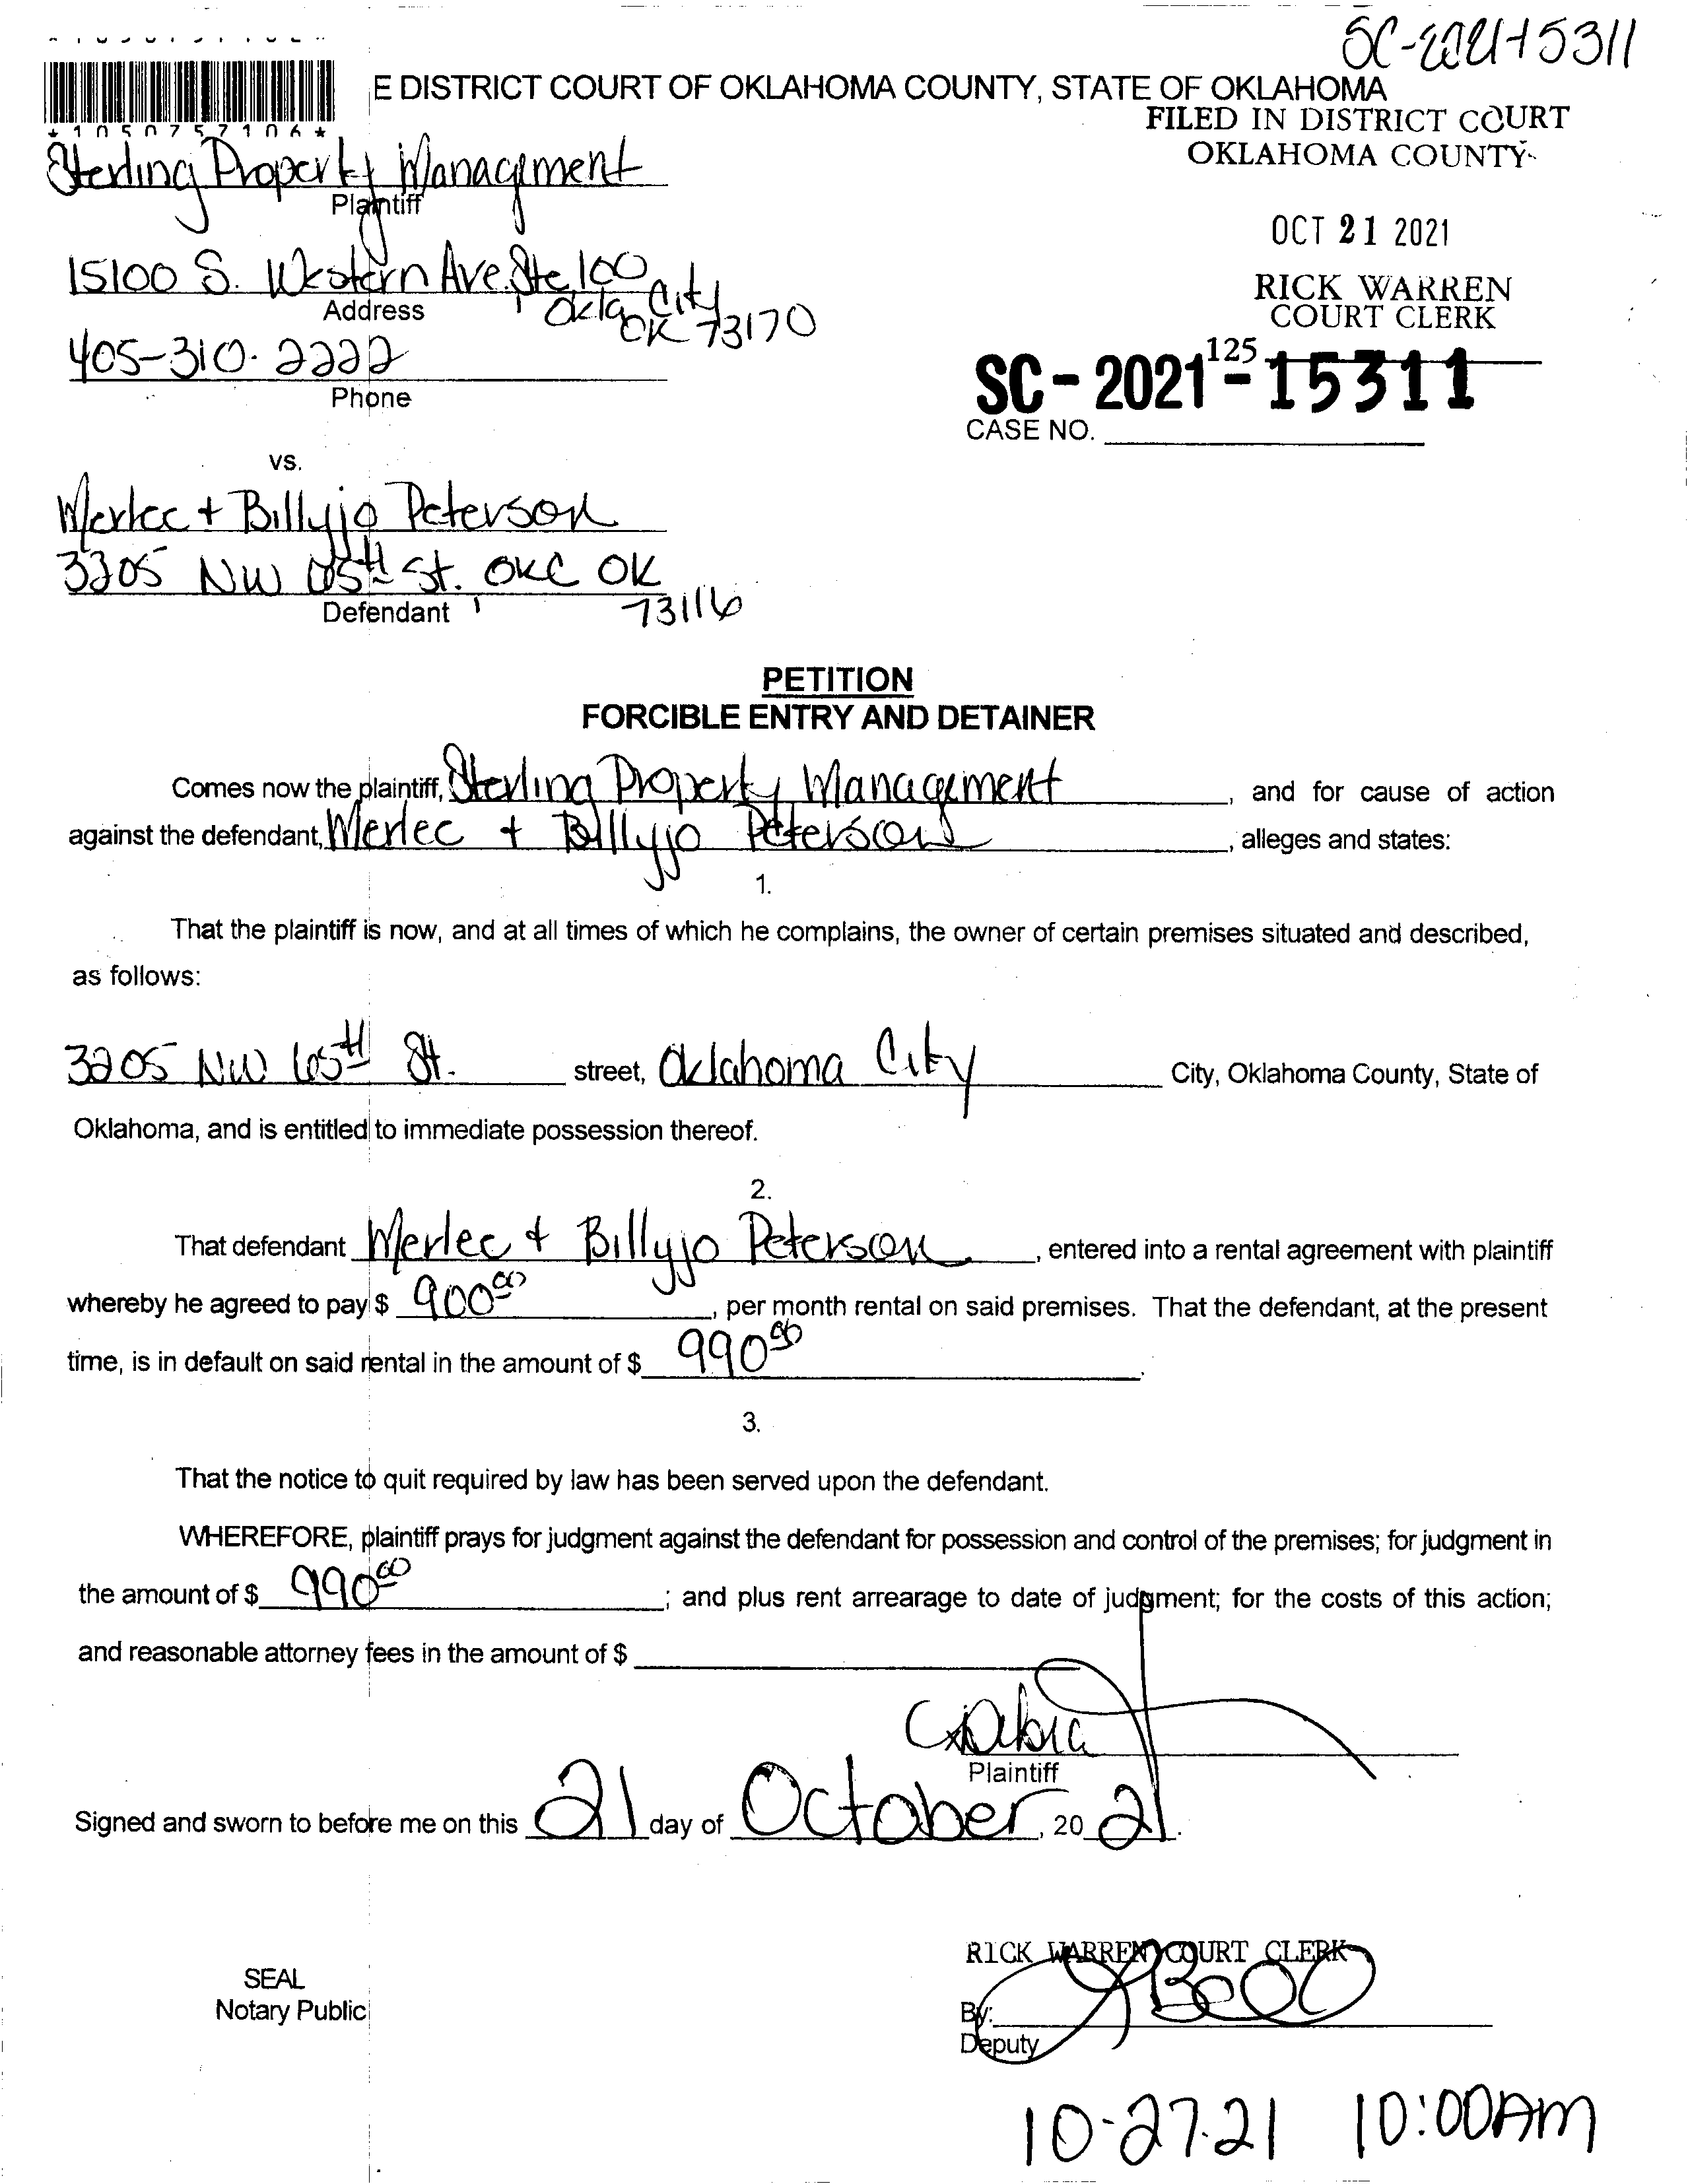 SC-2021-15311
E DISTRICT COURT OF OKLAHOMA COUNTY, STATE OF OKLAHOMA
*1050757106*
FILED IN DISTRICT COURT
OKLAHOMA COUNTY
Sterling Property Management
Plaintiff
OCT 21 2021
15100 S. Western Ave. Ste, 100
Address
Okla City
OK 73170
RICK WARREN
COURT CLERK
405-310-2222
Phone
125
SC-2021-15311
CASE NO.
vs.
Merlec + Billyjo Peterson
3205 NW 65th St. OKC OK
Defendant
73116
PETITION
FORCIBLE ENTRY AND DETAINER
Comes now the plaintiff, Sterling Property Management, and for cause of action
against the defendant, Merlec + Billyjo Peterson, alleges and states:
1.
That the plaintiff is now, and at all times of which he complains, the owner of certain premises situated and described,
as follows:
3205 NW 65th St. street, Oklahoma City City, Oklahoma County, State of
Oklahoma, and is entitled to immediate possession thereof.
2.
That defendant Merlec + Billyjo Peterson, entered into a rental agreement with plaintiff
whereby he agreed to pay $ 900.00, per month rental on said premises. That the defendant, at the present
time, is in default on said rental in the amount of $ 990.00.
3.
That the notice to quit required by law has been served upon the defendant.
WHEREFORE, plaintiff prays for judgment against the defendant for possession and control of the premises; for judgment in
the amount of $ 990.00; and plus rent arrearage to date of judgment; for the costs of this action;
and reasonable attorney fees in the amount of $
Plaintiff
Signed and sworn to before me on this 21 day of October, 20 21.
RICK WARREN COURT CLERK
SEAL
Notary Public
By:
Deputy
10-27-21 10:00AM